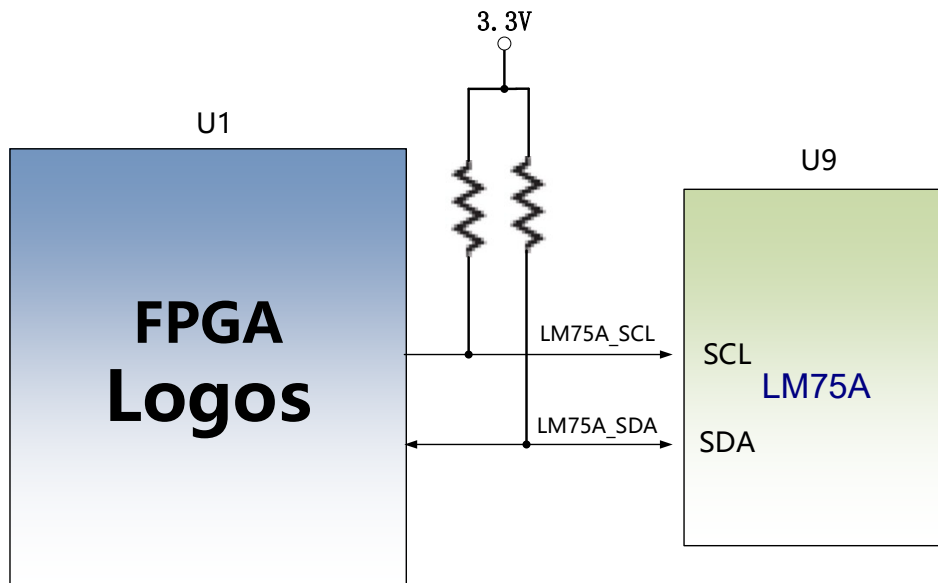 3.3V
U1
U9
FPGA
Logos
LM75A_SCL
SCL
LM75A
LM75A_SDA
SDA